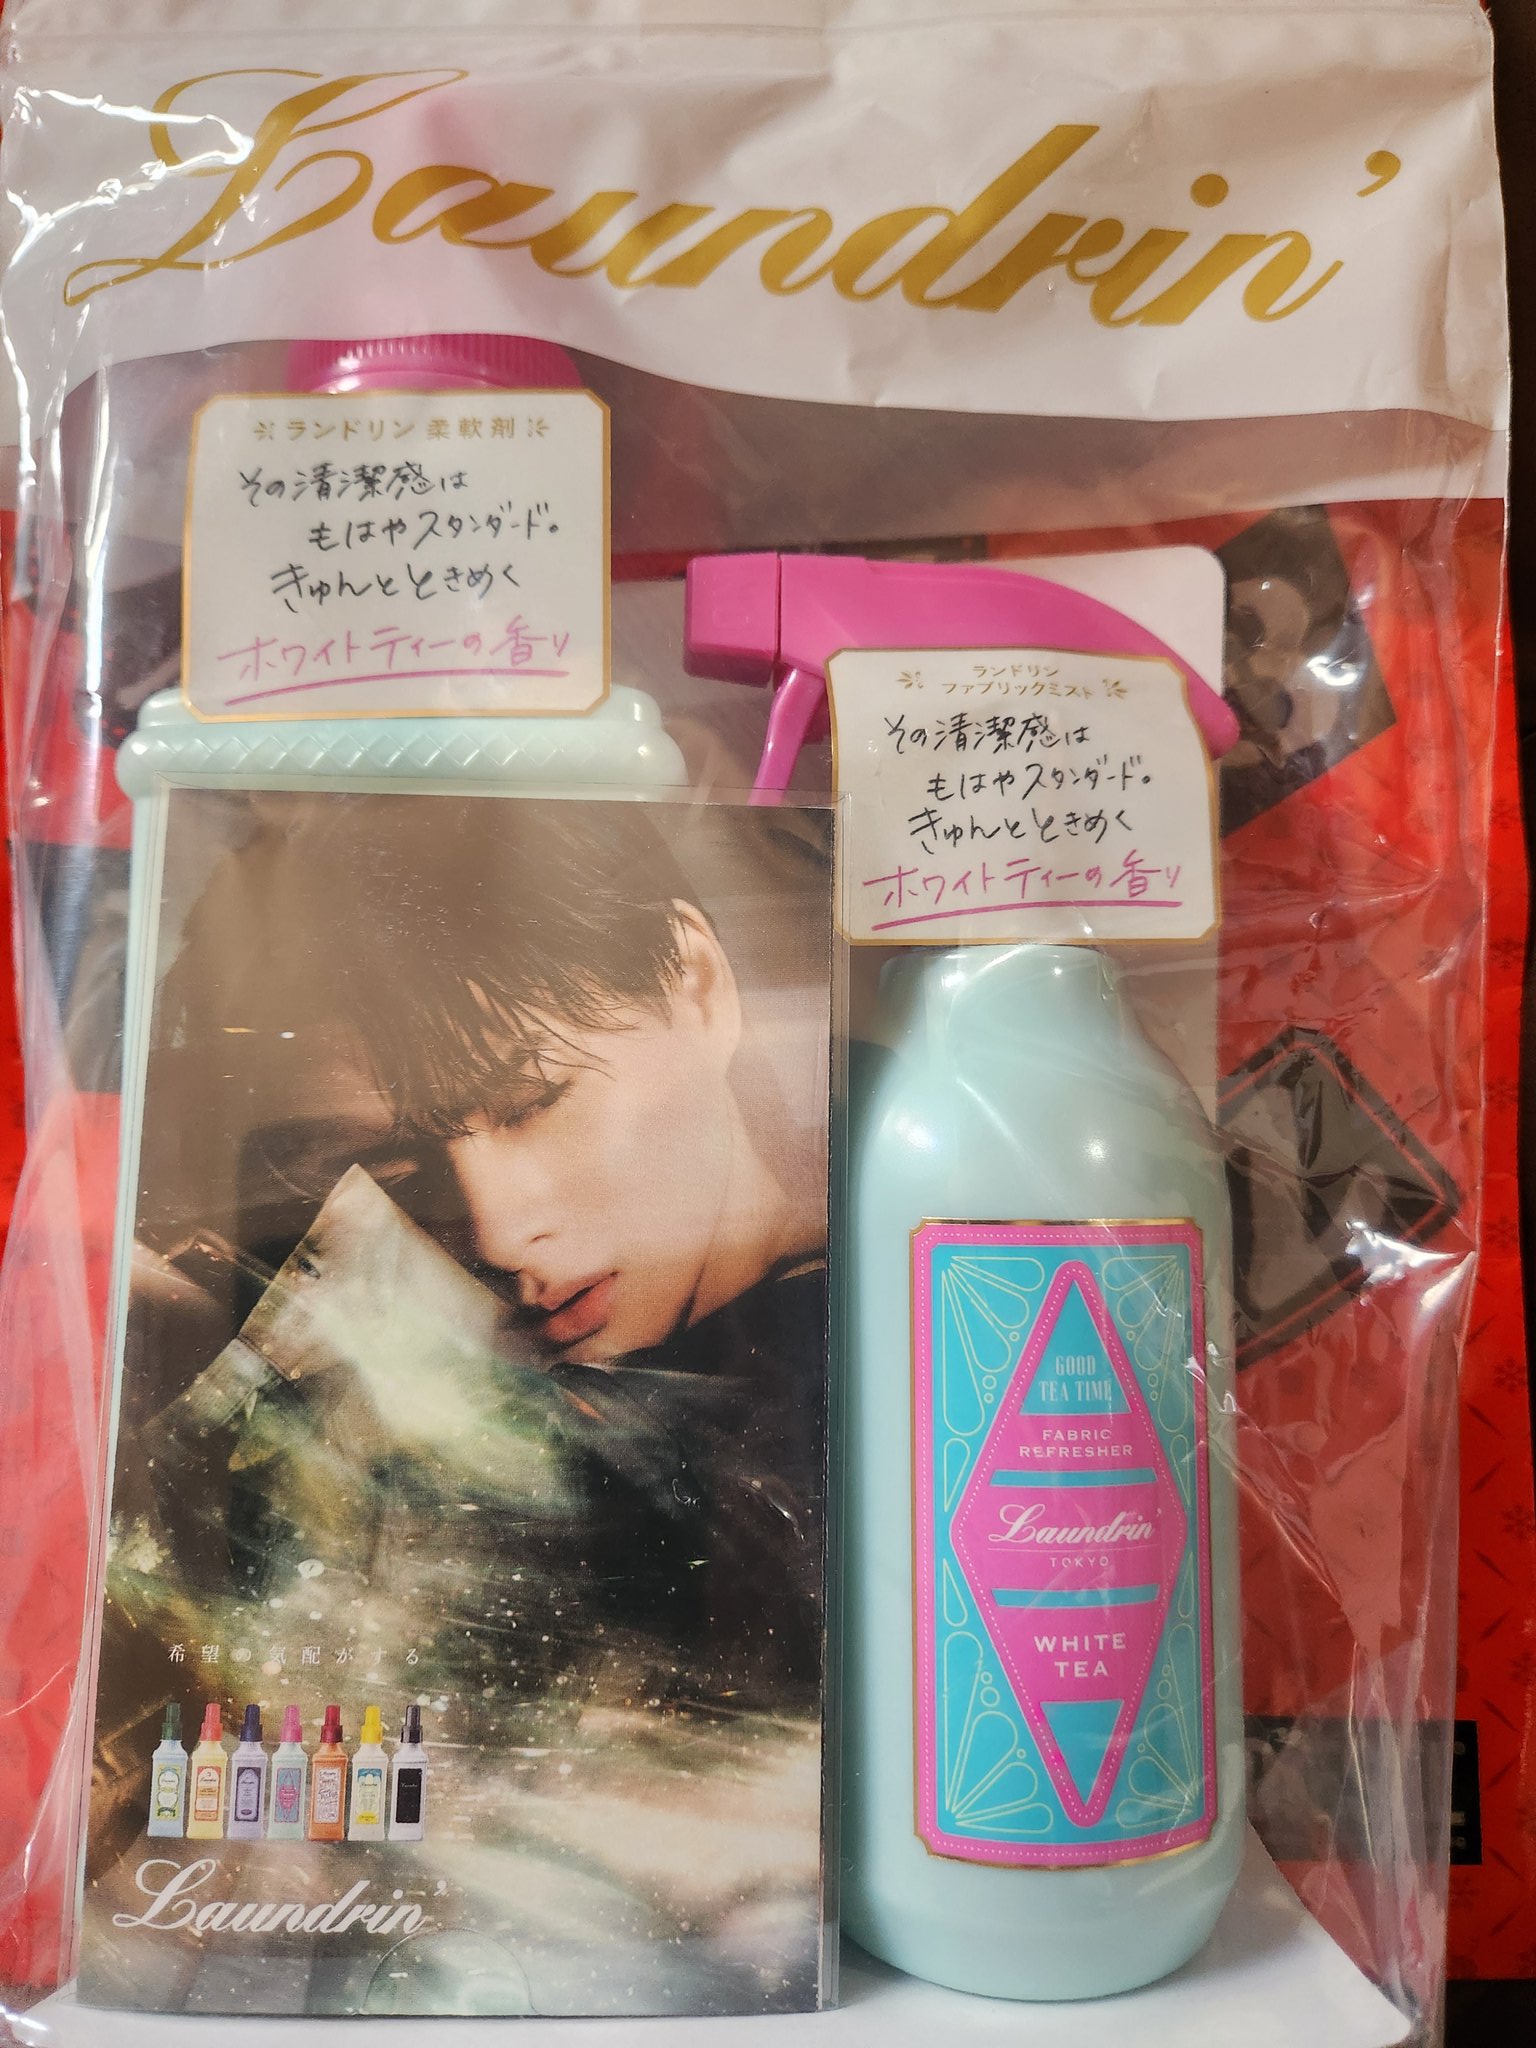 Laundrin'
ランドリン 柔軟剤
その清潔感は
もはやスタンダード。
きゅんとときめく
ホワイトティーの香り
ランドリン
ファブリックミスト
その清潔感は
もはやスタンダード。
きゅんとときめく
ホワイトティーの香り
希望の気配がする
Laundrin'
GOOD
TEA TIME
FABRIC
REFRESHER
Laundrin'
TOKYO
WHITE
TEA